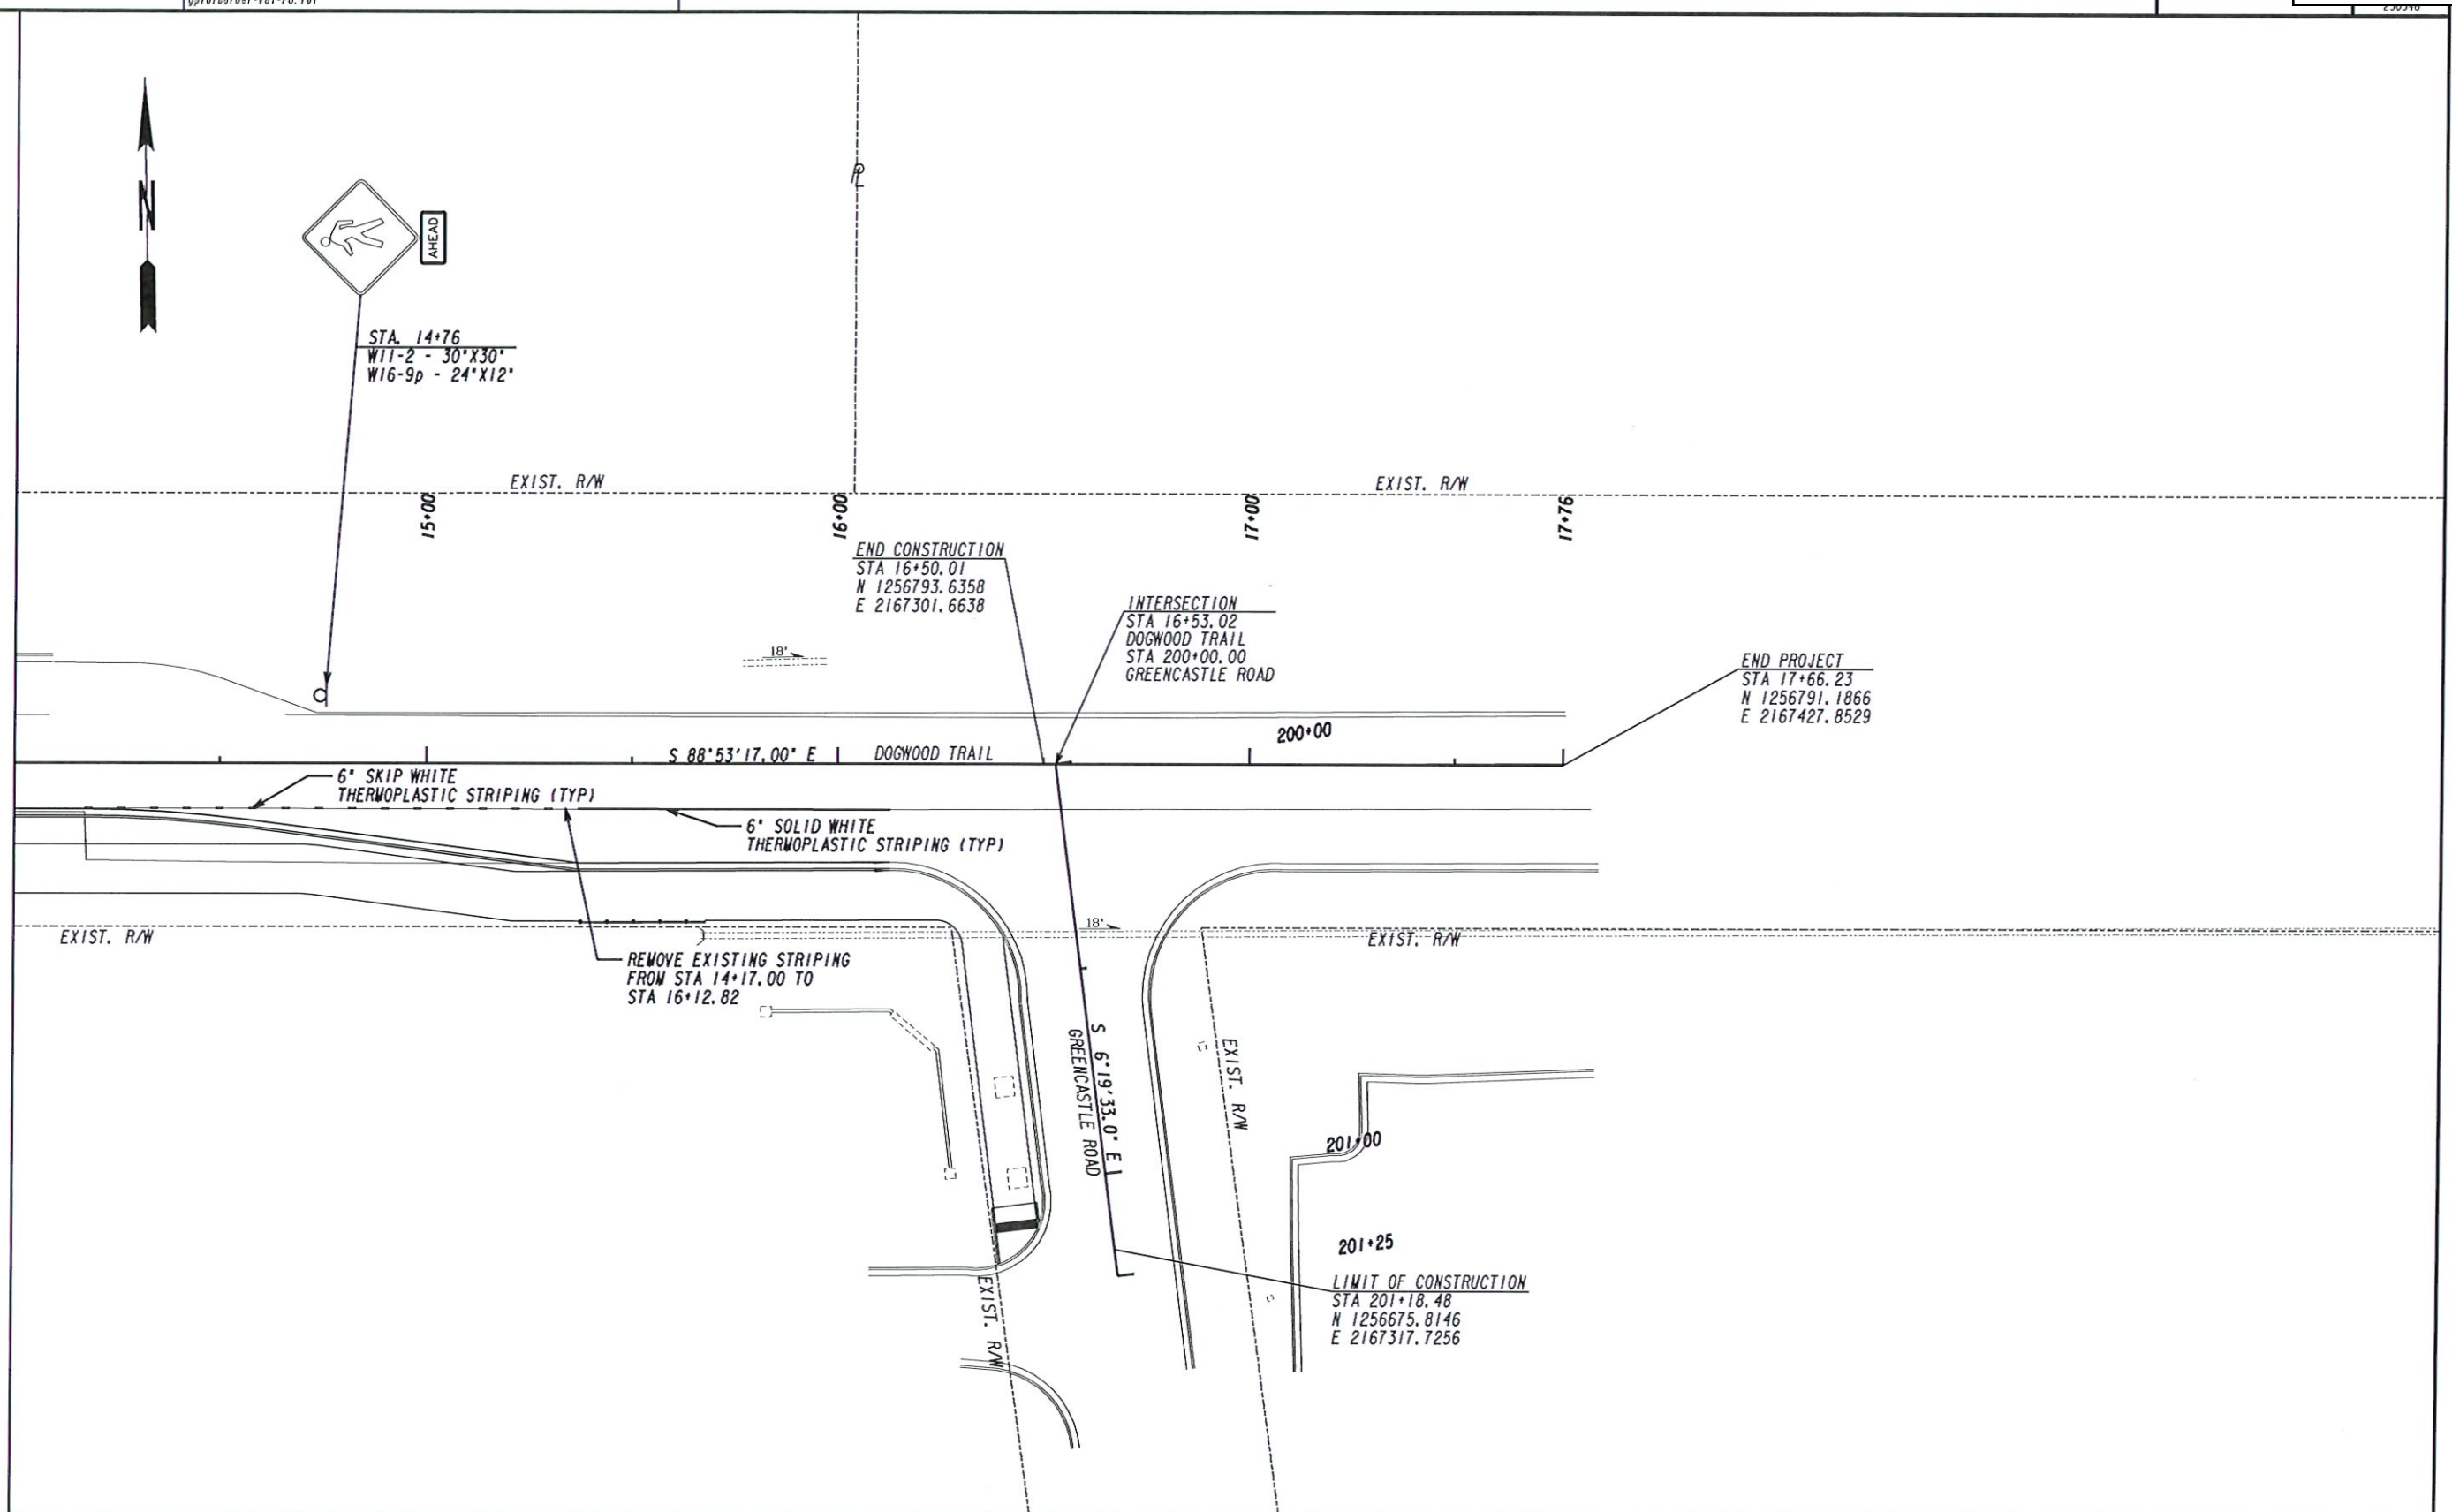 230340
N
AHEAD
STA. 14+76
W11-2 - 30"X30"
W16-9p - 24"X12"
PL
EXIST. R/W
EXIST. R/W
15+00
16+00
17+00
17+76
END CONSTRUCTION
STA 16+50.01
N 1256793.6358
E 2167301.6638
INTERSECTION
STA 16+53.02
DOGWOOD TRAIL
STA 200+00.00
GREENCASTLE ROAD
END PROJECT
STA 17+66.23
N 1256791.1866
E 2167427.8529
18"
200+00
S 88°53'17.00" E
DOGWOOD TRAIL
6" SKIP WHITE
THERMOPLASTIC STRIPING (TYP)
6" SOLID WHITE
THERMOPLASTIC STRIPING (TYP)
EXIST. R/W
18"
EXIST. R/W
REMOVE EXISTING STRIPING
FROM STA 14+17.00 TO
STA 16+12.82
S 6°19'33.0" E
GREENCASTLE ROAD
EXIST. R/W
201+00
201+25
LIMIT OF CONSTRUCTION
STA 201+18.48
N 1256675.8146
E 2167317.7256
EXIST. R/W